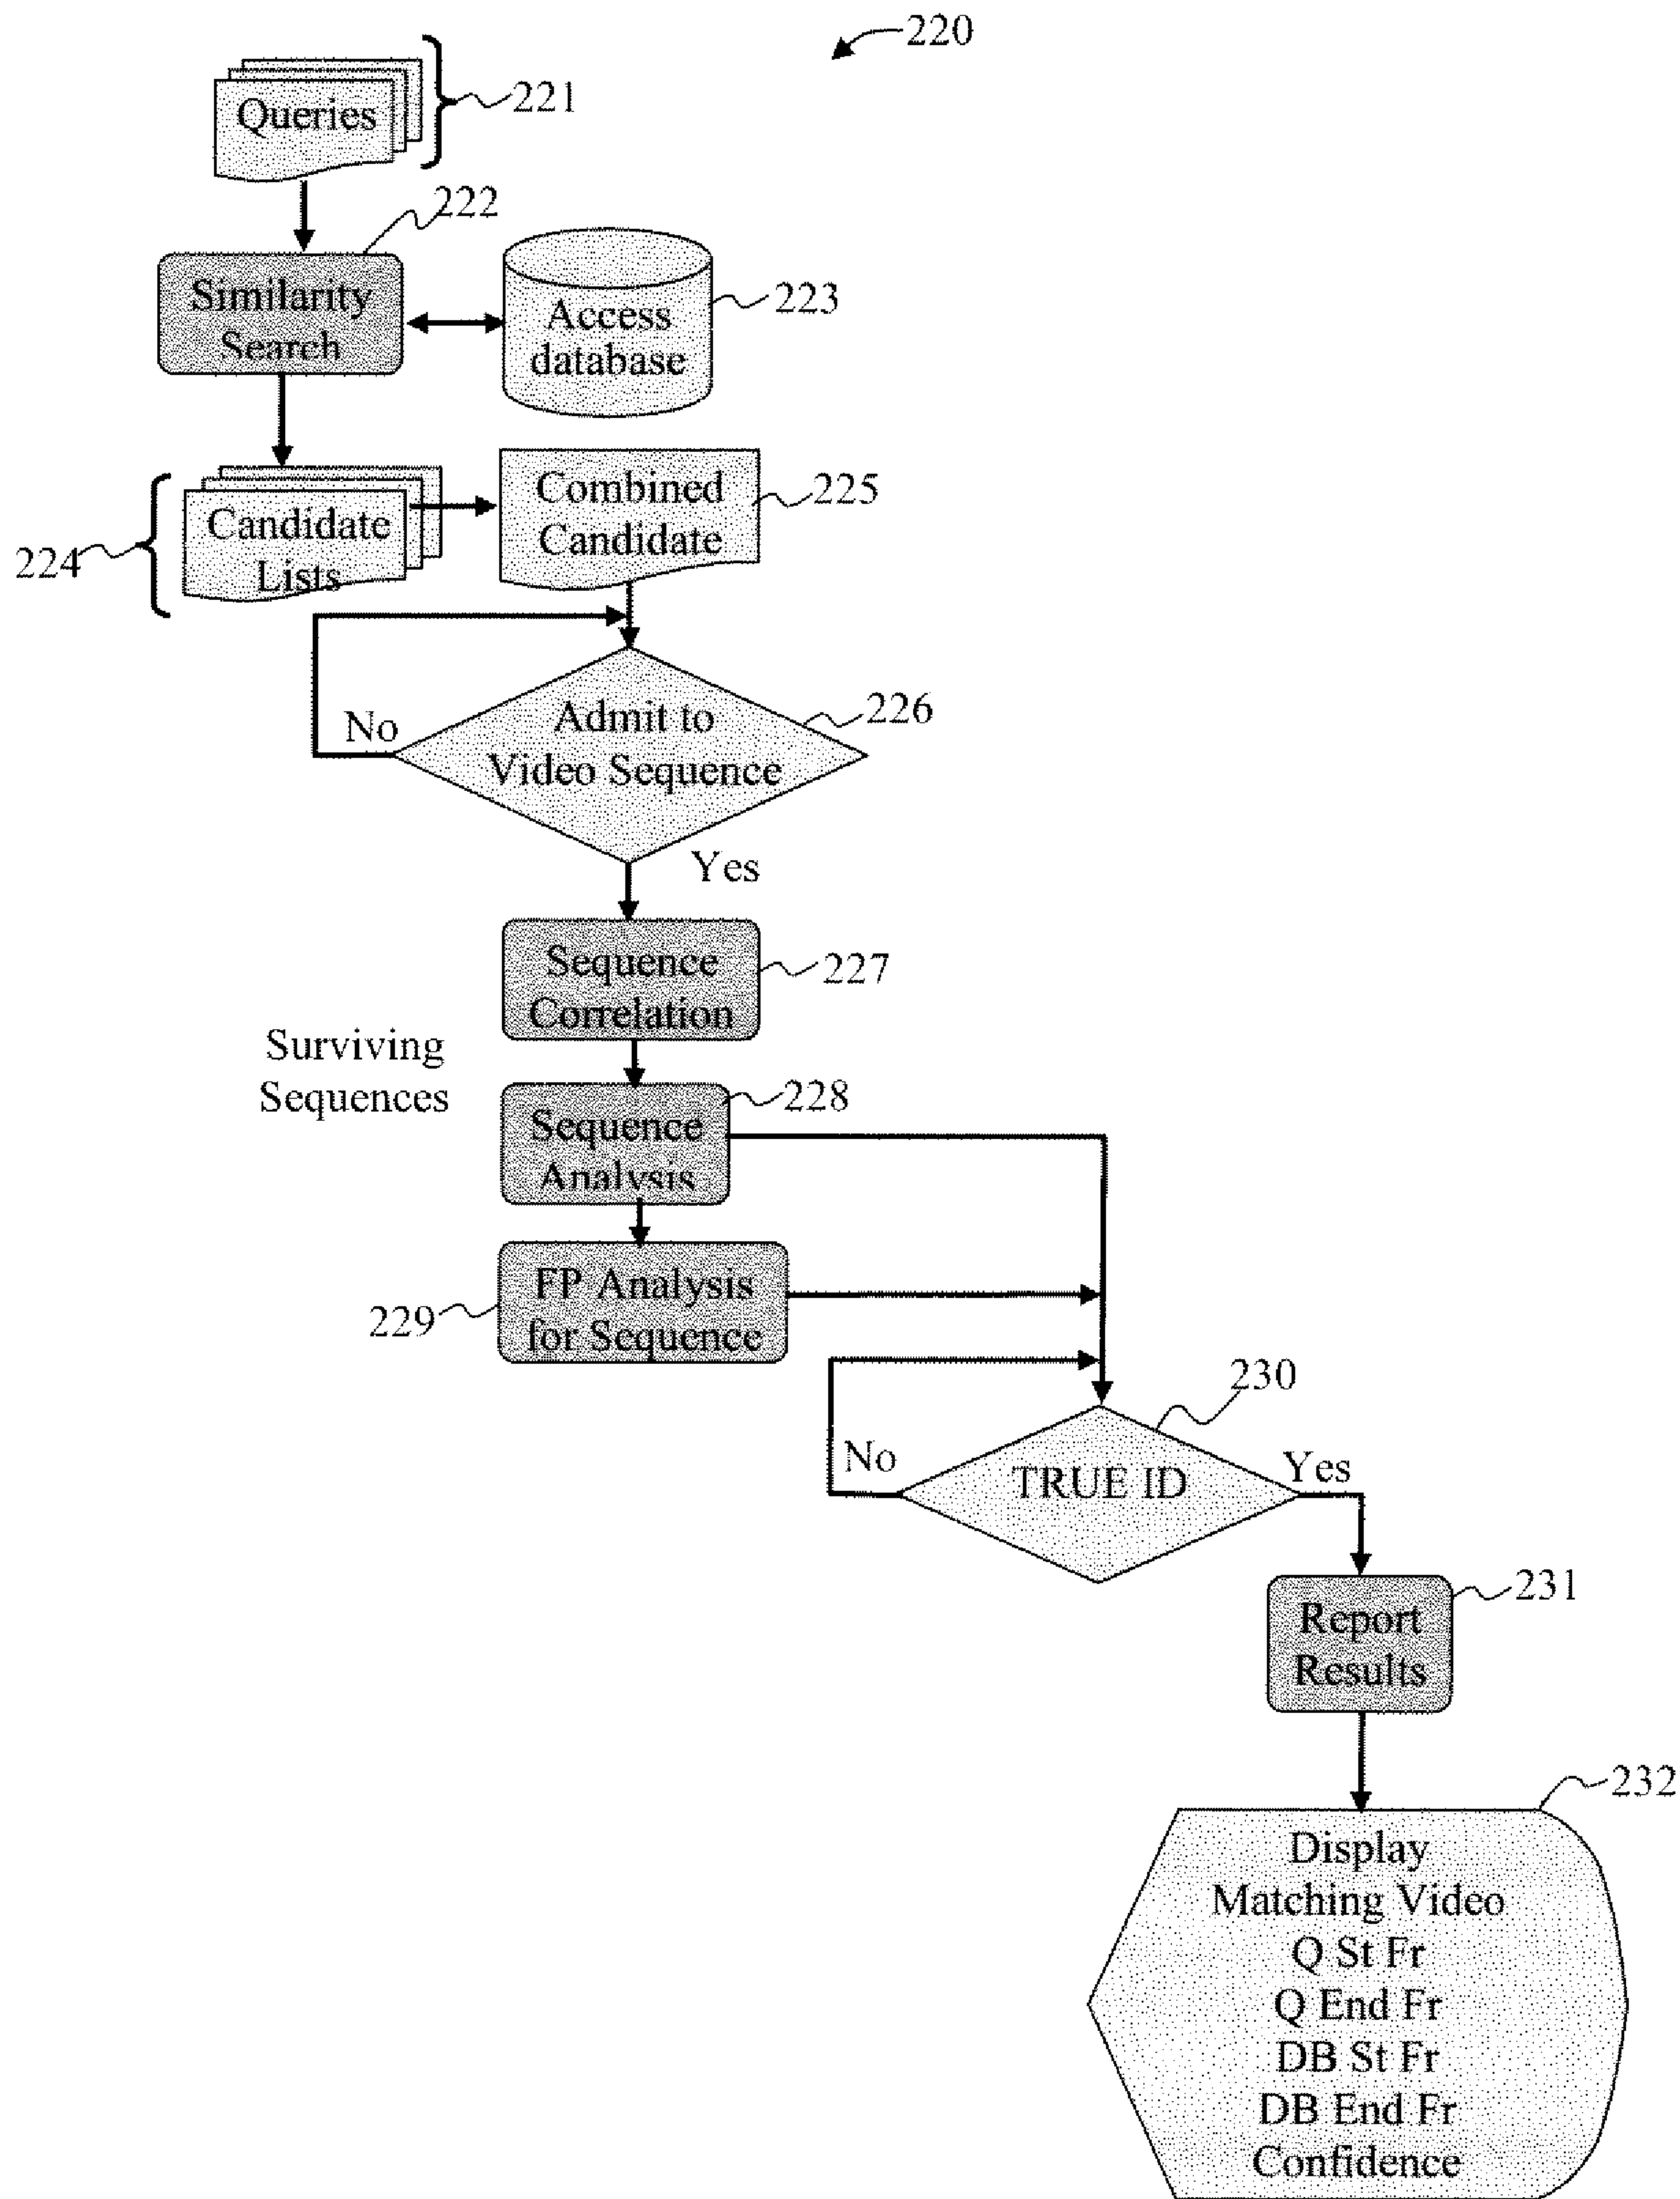 220
Queries
221
222
Similarity
Search
Access
database
223
224
Candidate
Lists
Combined
Candidate
225
No
Admit to
Video Sequence
226
Yes
Sequence
Correlation
227
Surviving
Sequences
Sequence
Analysis
228
FP Analysis
for Sequence
229
230
No
TRUE ID
Yes
231
Report
Results
232
Display
Matching Video
Q St Fr
Q End Fr
DB St Fr
DB End Fr
Confidence